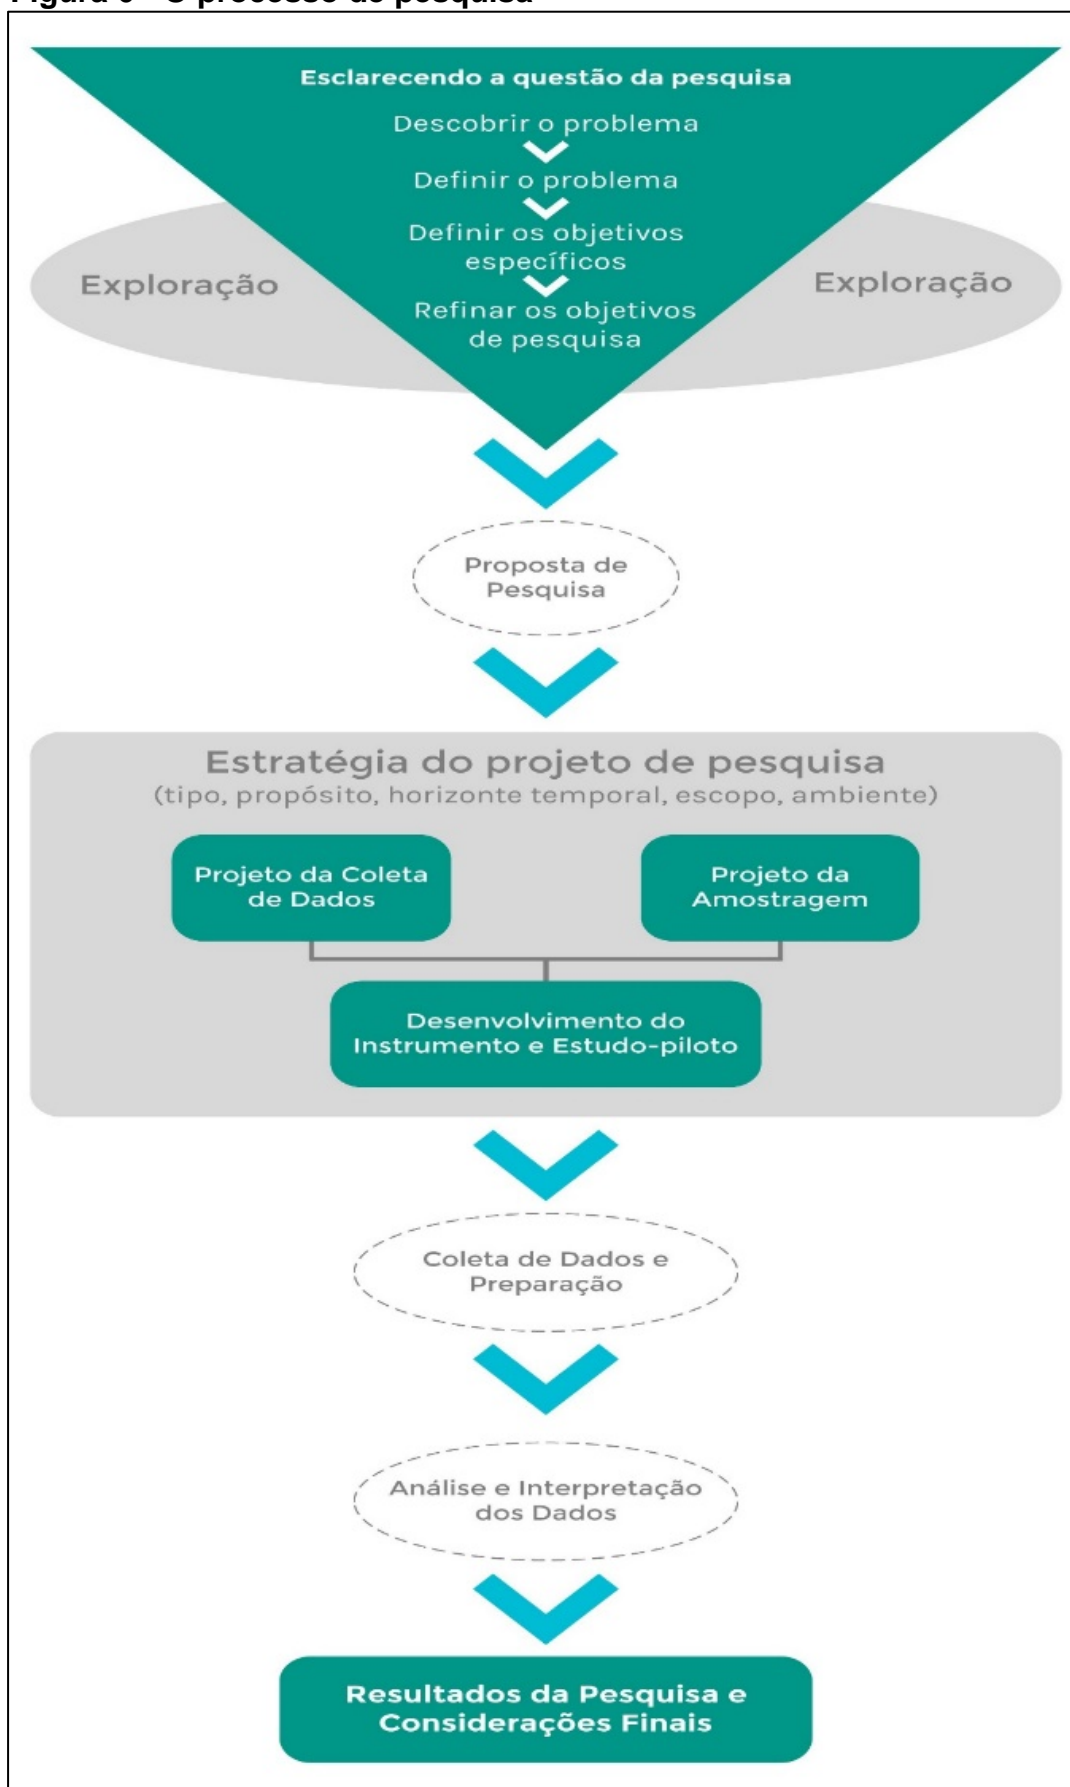 Esclarecendo a questão da pesquisa
Descobrir o problema
Definir o problema
Definir os objetivos
específicos
Refinar os objetivos
de pesquisa
Exploração
Exploração
Proposta de
Pesquisa
Estratégia do projeto de pesquisa
(tipo, propósito, horizonte temporal, escopo, ambiente)
Projeto da Coleta
de Dados
Projeto da
Amostragem
Desenvolvimento do
Instrumento e Estudo-piloto
Coleta de Dados e
Preparação
Análise e Interpretação
dos Dados
Resultados da Pesquisa e
Considerações Finais